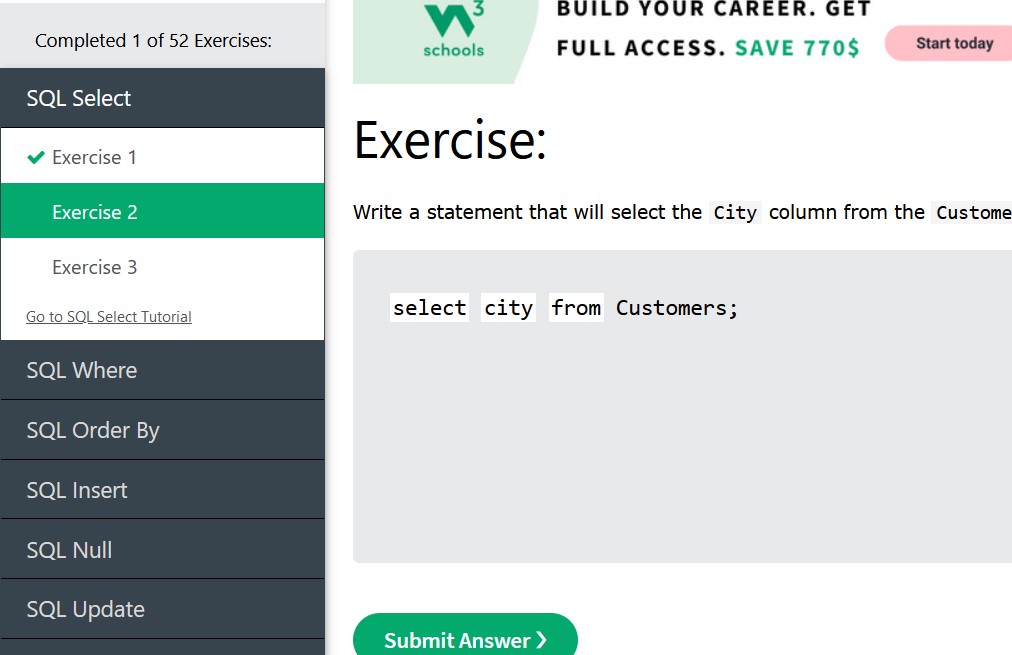 Completed 1 of 52 Exercises:
SQL Select
Exercise 1
Exercise 2
Exercise 3
Go to SQL Select Tutorial
SQL Where
SQL Order By
SQL Insert
SQL Null
SQL Update
3
schools
BUILD YOUR CAREER. GET
FULL ACCESS. SAVE 770$
Start today
Exercise:
Write a statement that will select the City column from the Custome
select city from Customers;
Submit Answer ❯